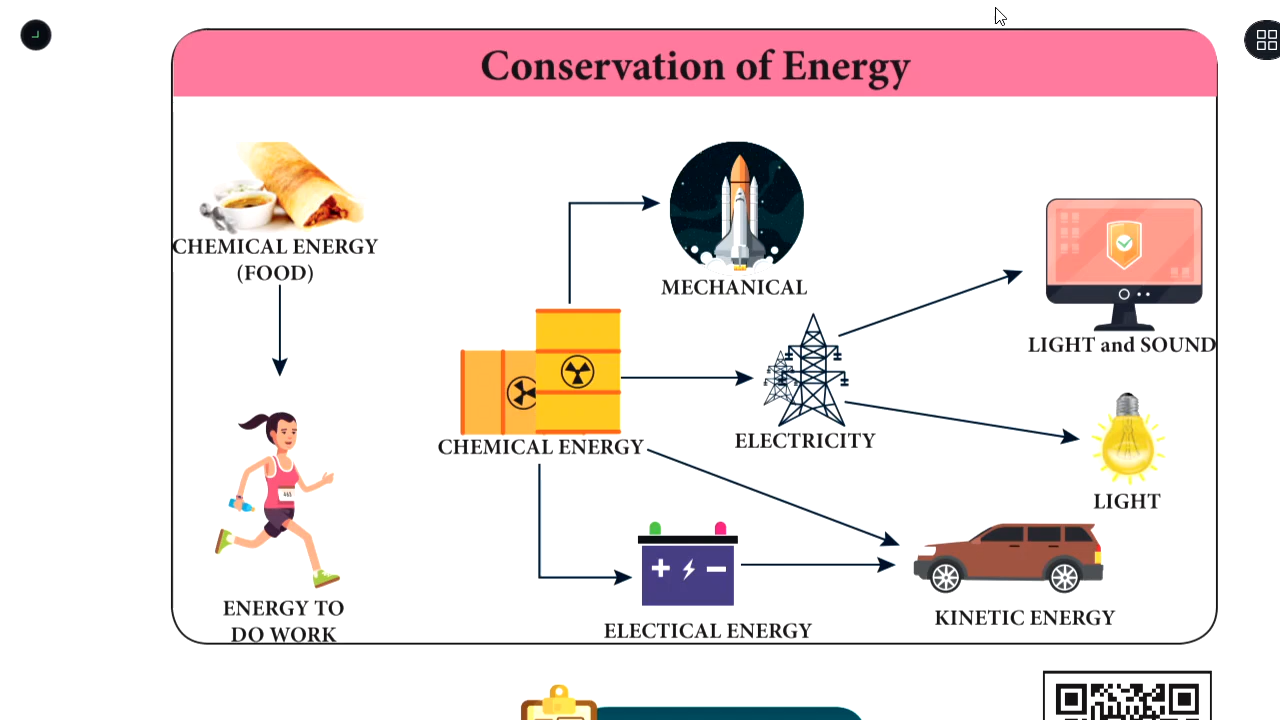 Conservation of Energy
CHEMICAL ENERGY
(FOOD)
MECHANICAL
LIGHT and SOUND
CHEMICAL ENERGY
ELECTRICITY
LIGHT
ENERGY TO
DO WORK
ELECTICAL ENERGY
KINETIC ENERGY